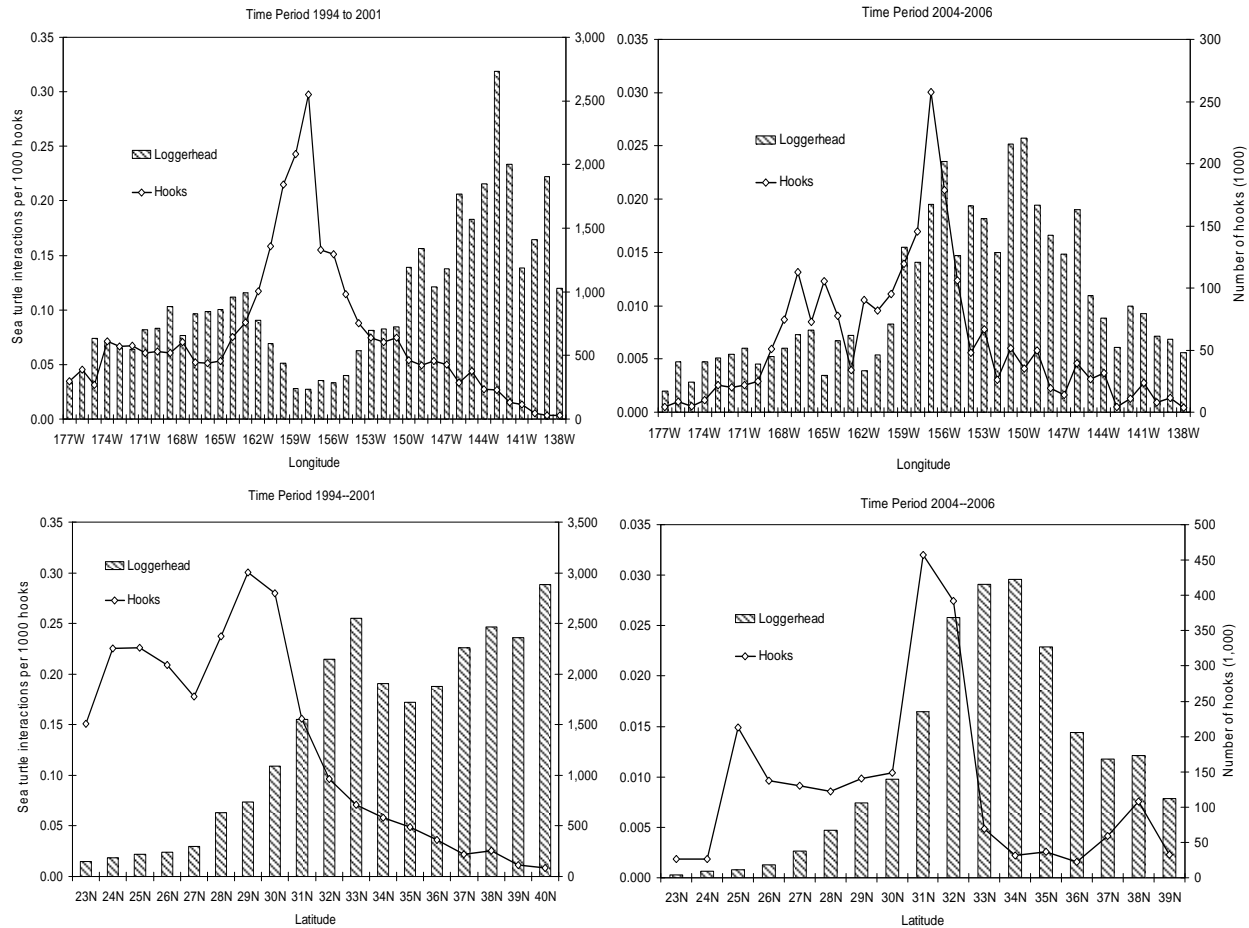 Time Period 1994 to 2001
Sea turtle interactions per 1000 hooks
0.35
0.30
0.25
0.20
0.15
0.10
0.05
0.00
3,000
2,500
2,000
1,500
1,000
500
0
Loggerhead
Hooks
177W 174W 171W 168W 165W 162W 159W 156W 153W 150W 147W 144W 141W 138W
Longitude
Time Period 2004-2006
0.035
0.030
0.025
0.020
0.015
0.010
0.005
0.000
300
250
200
150
100
50
0
Number of hooks (1000)
Loggerhead
Hooks
177W 174W 171W 168W 165W 162W 159W 156W 153W 150W 147W 144W 141W 138W
Longitude
Time Period 1994--2001
Sea turtle interactions per 1000 hooks
0.35
0.30
0.25
0.20
0.15
0.10
0.05
0.00
3,500
3,000
2,500
2,000
1,500
1,000
500
0
Loggerhead
Hooks
23N 24N 25N 26N 27N 28N 29N 30N 31N 32N 33N 34N 35N 36N 37N 38N 39N 40N
Latitude
Time Period 2004--2006
0.035
0.030
0.025
0.020
0.015
0.010
0.005
0.000
500
450
400
350
300
250
200
150
100
50
0
Number of hooks (1,000)
Loggerhead
Hooks
23N 24N 25N 26N 27N 28N 29N 30N 31N 32N 33N 34N 35N 36N 37N 38N 39N
Latitude